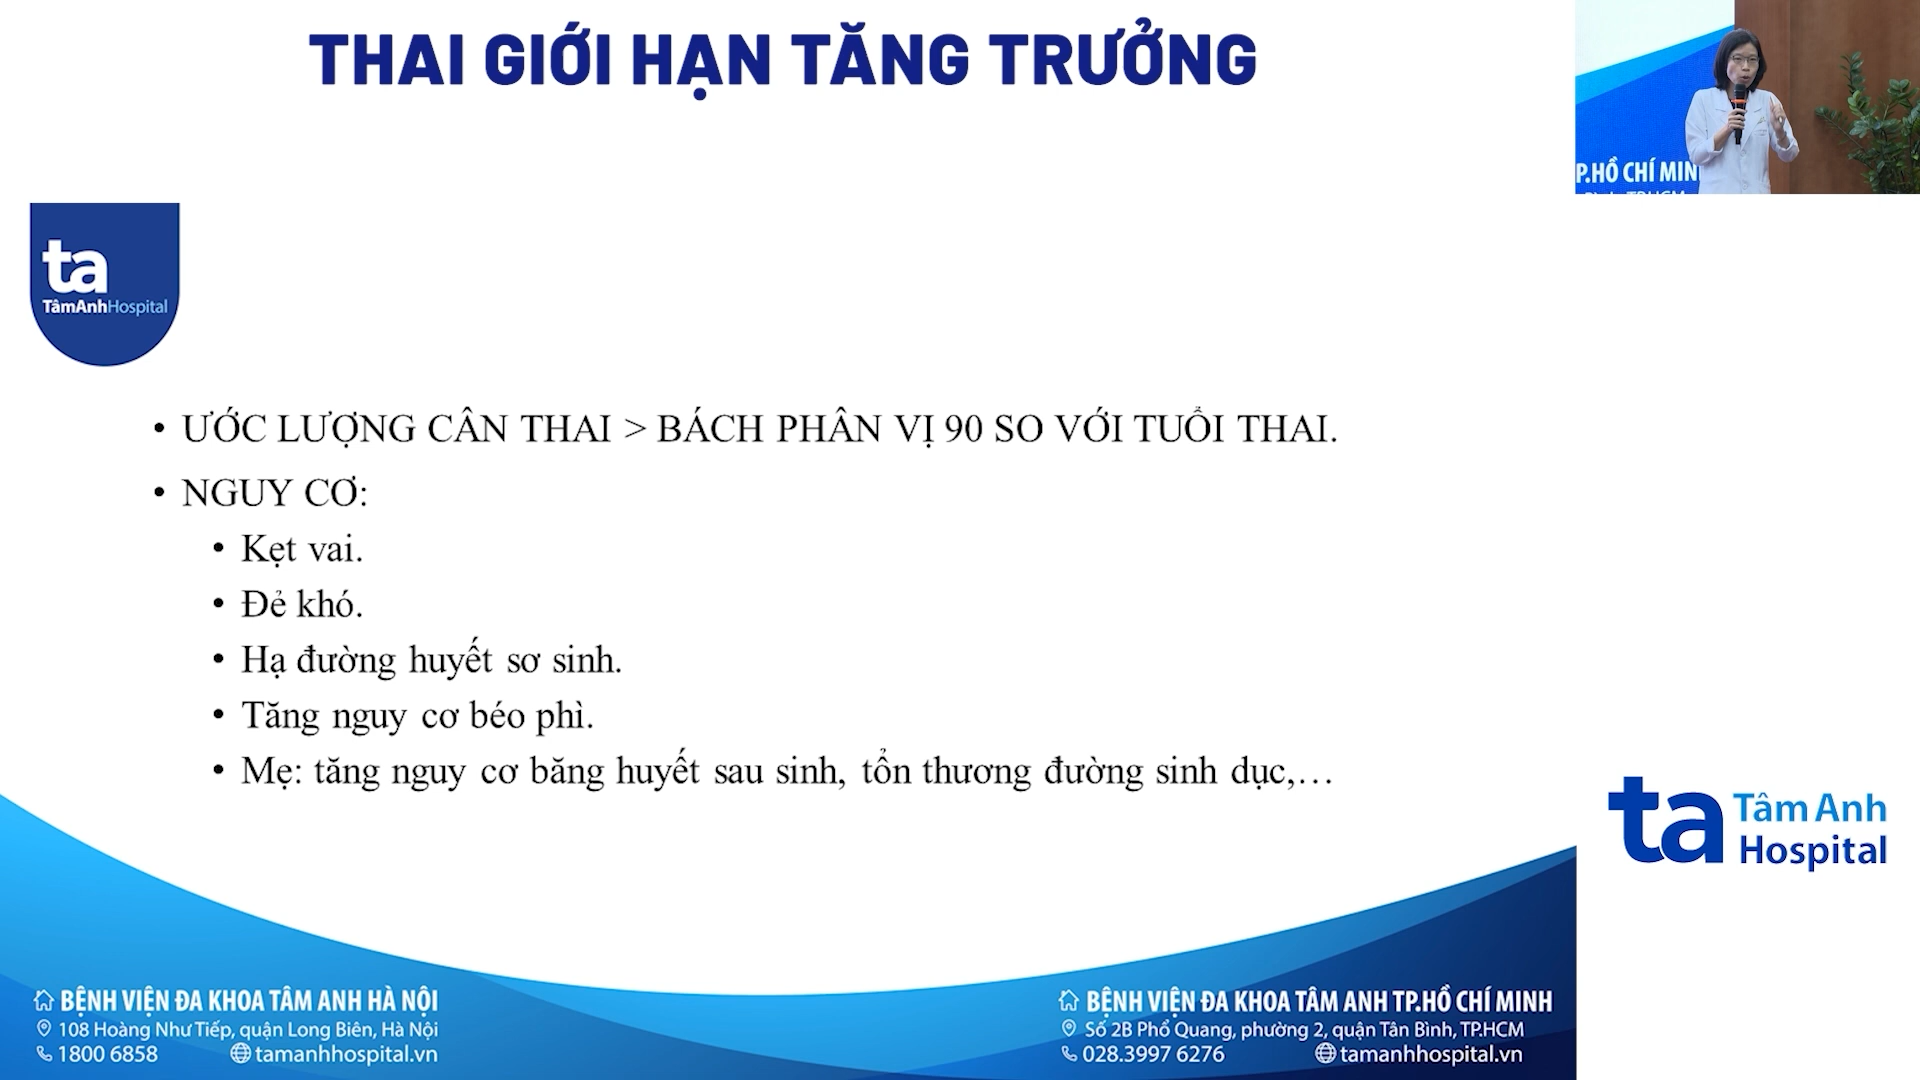 THAI GIỚI HẠN TĂNG TRƯỞNG
P.HỒ CHÍ MIN
ta
TâmAnhHospital
• ƯỚC LƯỢNG CÂN THAI > BÁCH PHÂN VỊ 90 SO VỚI TUỔI THAI.
• NGUY CƠ:
• Kẹt vai.
• Đẻ khó.
• Hạ đường huyết sơ sinh.
• Tăng nguy cơ béo phì.
• Mẹ: tăng nguy cơ băng huyết sau sinh, tổn thương đường sinh dục,…
ta Tâm Anh
Hospital
BỆNH VIỆN ĐA KHOA TÂM ANH HÀ NỘI
108 Hoàng Như Tiếp, quận Long Biên, Hà Nội
1800 6858 tamanhhospital.vn
BỆNH VIỆN ĐA KHOA TÂM ANH TP.HỒ CHÍ MINH
Số 2B Phổ Quang, phường 2, quận Tân Bình, TP.HCM
028.3997 6276 tamanhhospital.vn